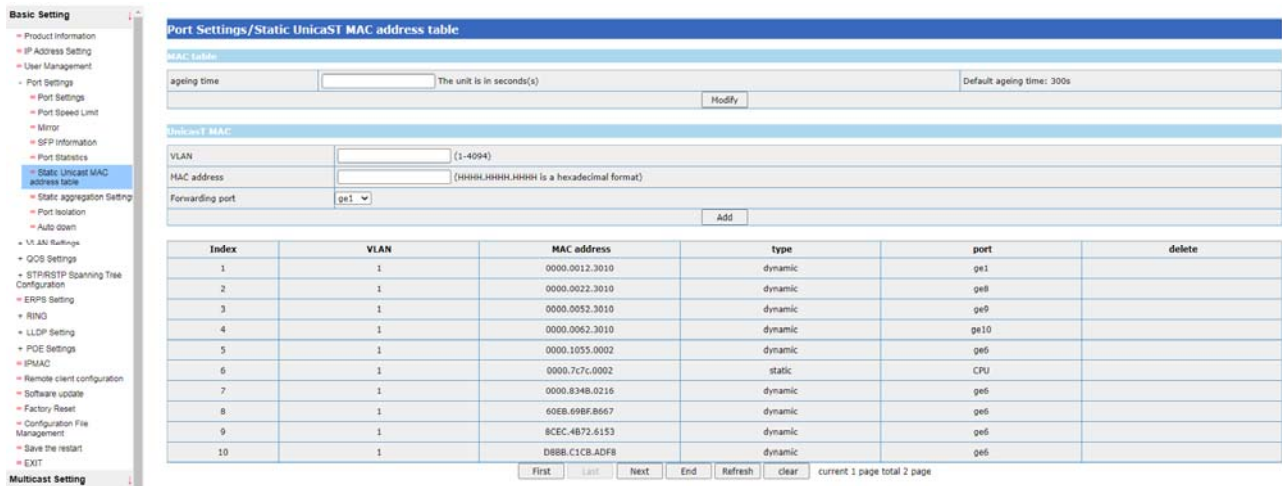 Basic Setting
Product Information
IP Address Setting
User Management
- Port Settings
Port Settings
Port Speed Limit
Mirror
SFP Information
Port Statistics
Static Unicast MAC
address table
Static aggregation Setting
Port Isolation
Auto down
+ VLAN Settings
+ QOS Settings
+ STP/RSTP Spanning Tree
Configuration
ERPS Setting
+ RING
+ LLDP Setting
+ POE Settings
IPMAC
Remote client configuration
Software update
Factory Reset
Configuration File
Management
Save the restart
EXIT
Multicast Setting
Port Settings/Static UnicaST MAC address table
MAC table
ageing time The unit is in seconds(s) Default ageing time: 300s
Modify
UnicasT MAC
VLAN (1-4094)
MAC address (HHHH.HHHH.HHHH is a hexadecimal format)
Forwarding port ge1
Add
Index VLAN MAC address type port delete
1 1 0000.0012.3010 dynamic ge1
2 1 0000.0022.3010 dynamic ge8
3 1 0000.0052.3010 dynamic ge9
4 1 0000.0062.3010 dynamic ge10
5 1 0000.1055.0002 dynamic ge6
6 1 0000.7c7c.0002 static CPU
7 1 0000.834B.0216 dynamic ge6
8 1 60EB.69BF.B667 dynamic ge6
9 1 8CEC.4B72.6153 dynamic ge6
10 1 D8BB.C1CB.ADF8 dynamic ge6
First Last Next End Refresh clear current 1 page total 2 page